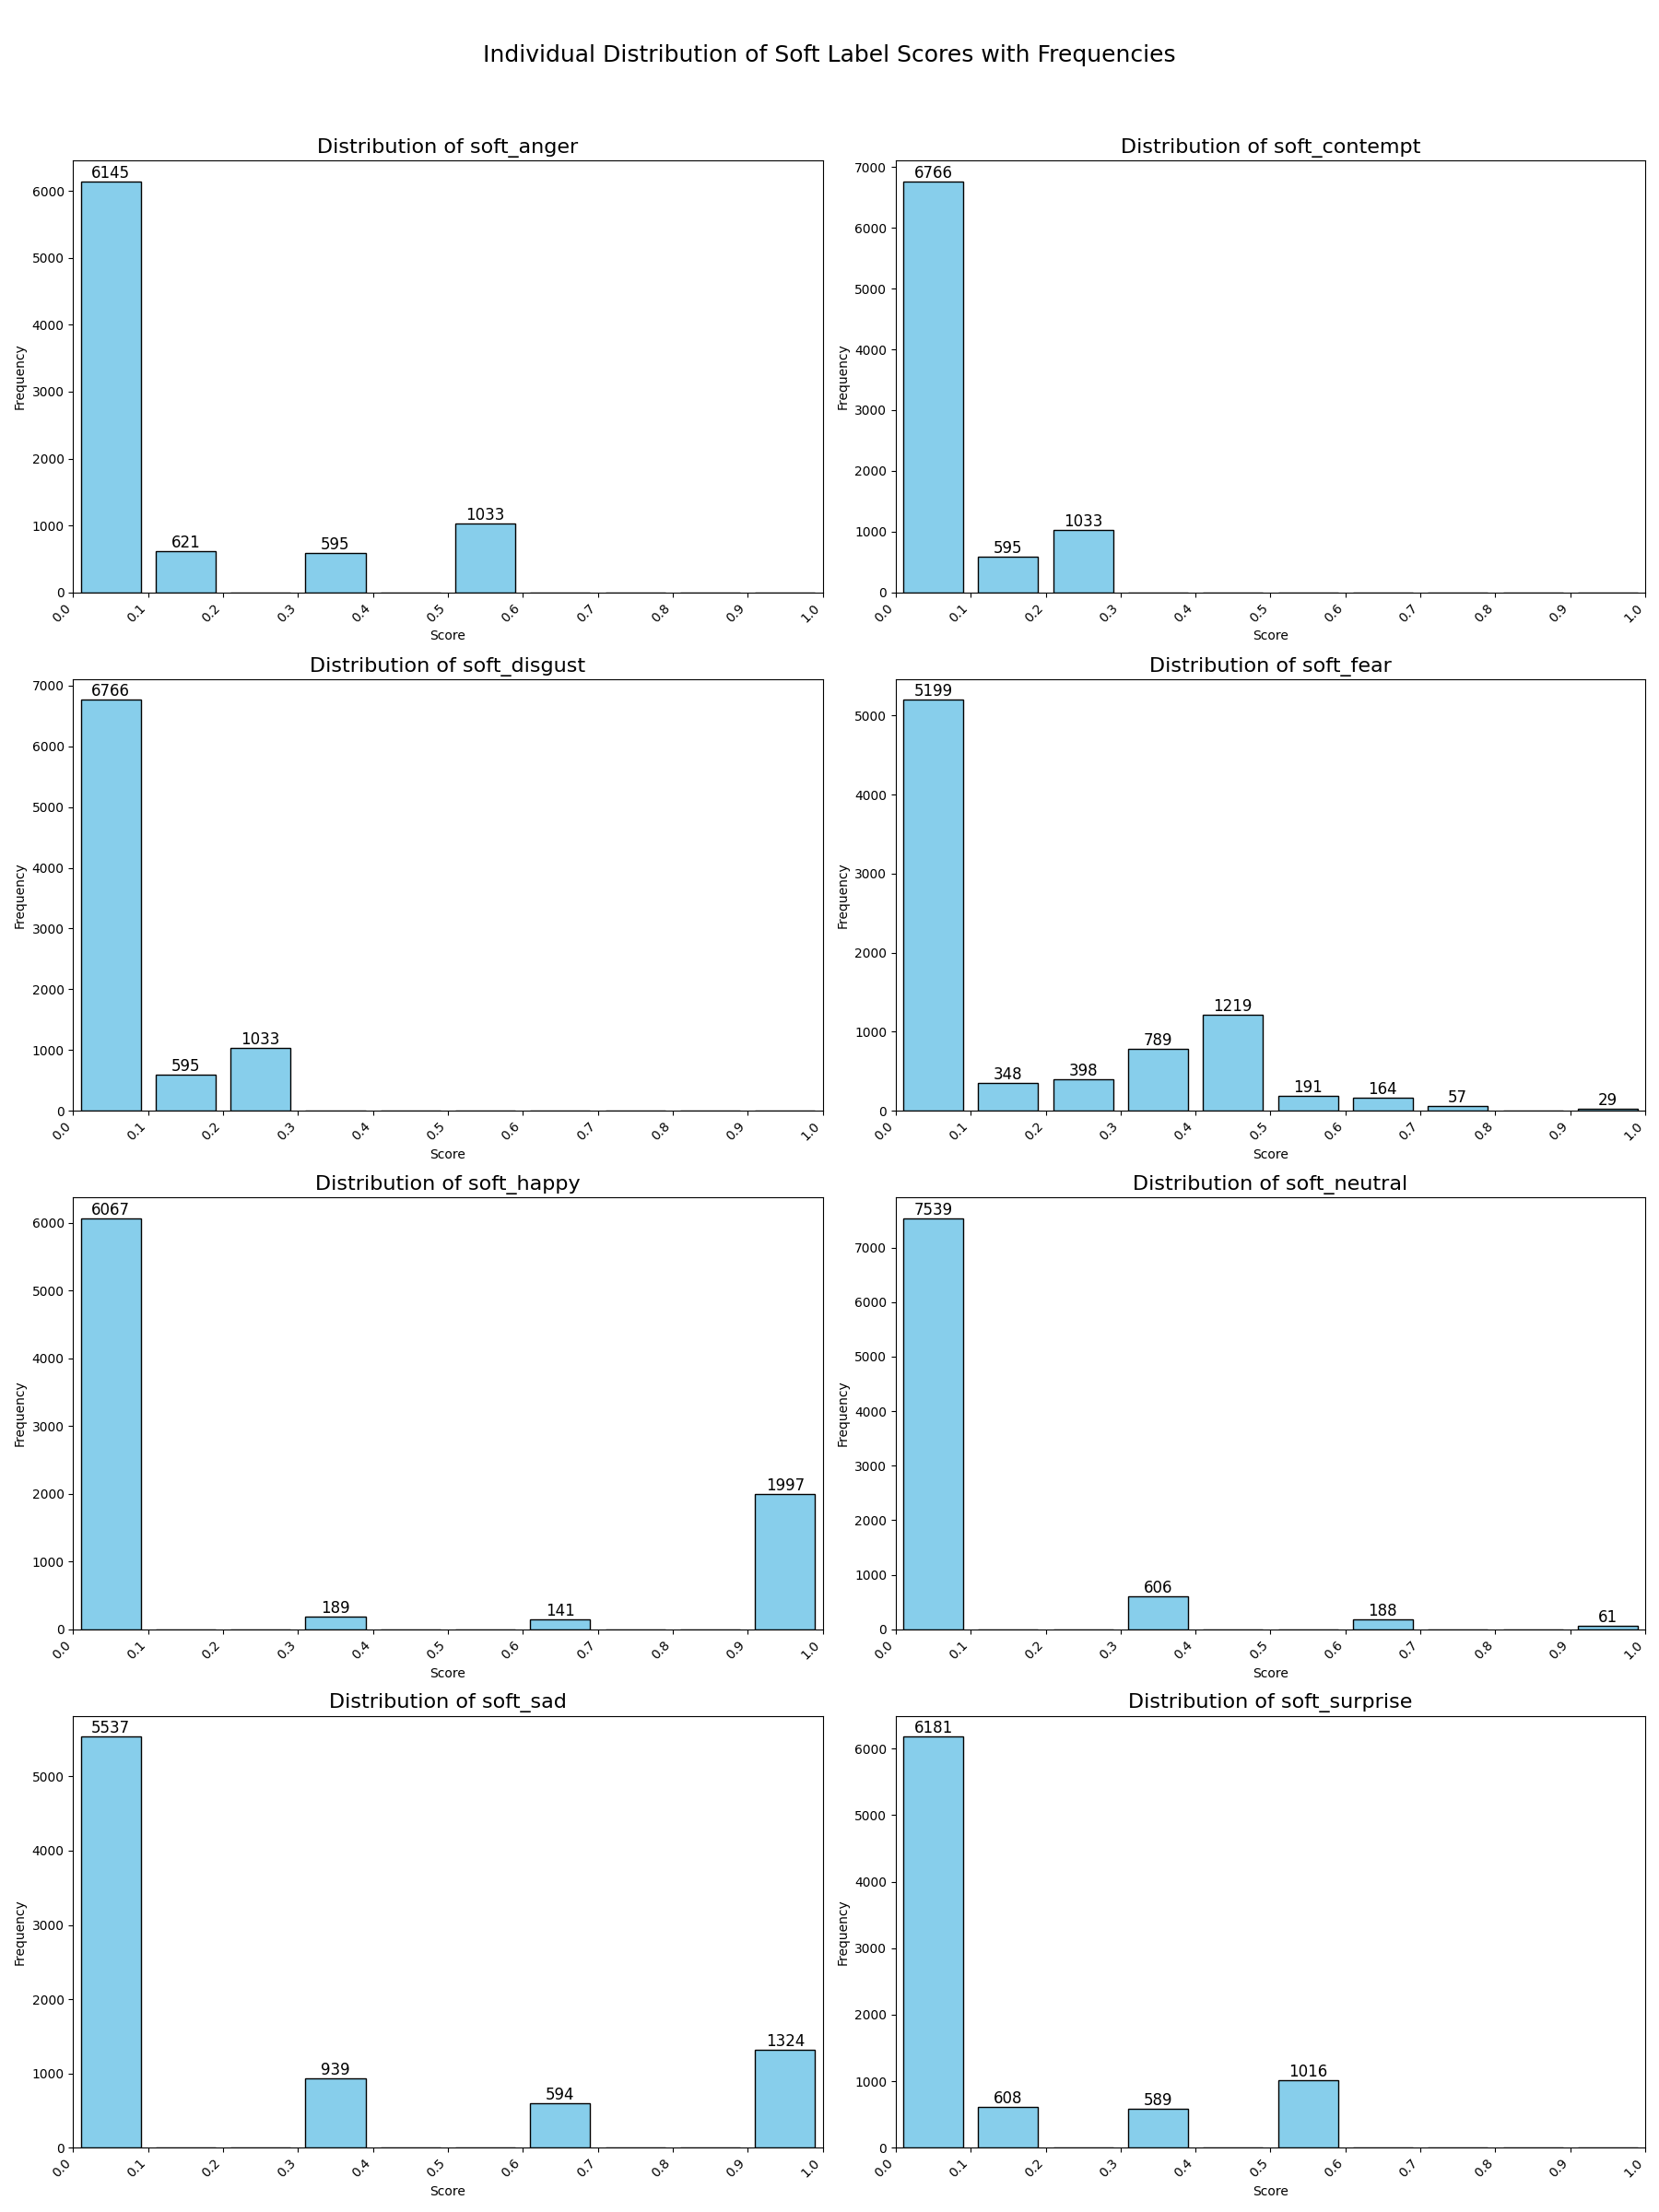 Individual Distribution of Soft Label Scores with Frequencies
Distribution of soft_anger
6145
621
595
1033
6000
5000
4000
3000
2000
1000
0
Frequency
0.0 0.1 0.2 0.3 0.4 0.5 0.6 0.7 0.8 0.9 1.0
Score
Distribution of soft_contempt
6766
595
1033
7000
6000
5000
4000
3000
2000
1000
0
Frequency
0.0 0.1 0.2 0.3 0.4 0.5 0.6 0.7 0.8 0.9 1.0
Score
Distribution of soft_disgust
6766
595
1033
7000
6000
5000
4000
3000
2000
1000
0
Frequency
0.0 0.1 0.2 0.3 0.4 0.5 0.6 0.7 0.8 0.9 1.0
Score
Distribution of soft_fear
5199
348
398
789
1219
191
164
57
29
5000
4000
3000
2000
1000
0
Frequency
0.0 0.1 0.2 0.3 0.4 0.5 0.6 0.7 0.8 0.9 1.0
Score
Distribution of soft_happy
6067
189
141
1997
6000
5000
4000
3000
2000
1000
0
Frequency
0.0 0.1 0.2 0.3 0.4 0.5 0.6 0.7 0.8 0.9 1.0
Score
Distribution of soft_neutral
7539
606
188
61
7000
6000
5000
4000
3000
2000
1000
0
Frequency
0.0 0.1 0.2 0.3 0.4 0.5 0.6 0.7 0.8 0.9 1.0
Score
Distribution of soft_sad
5537
939
594
1324
5000
4000
3000
2000
1000
0
Frequency
0.0 0.1 0.2 0.3 0.4 0.5 0.6 0.7 0.8 0.9 1.0
Score
Distribution of soft_surprise
6181
608
589
1016
6000
5000
4000
3000
2000
1000
0
Frequency
0.0 0.1 0.2 0.3 0.4 0.5 0.6 0.7 0.8 0.9 1.0
Score